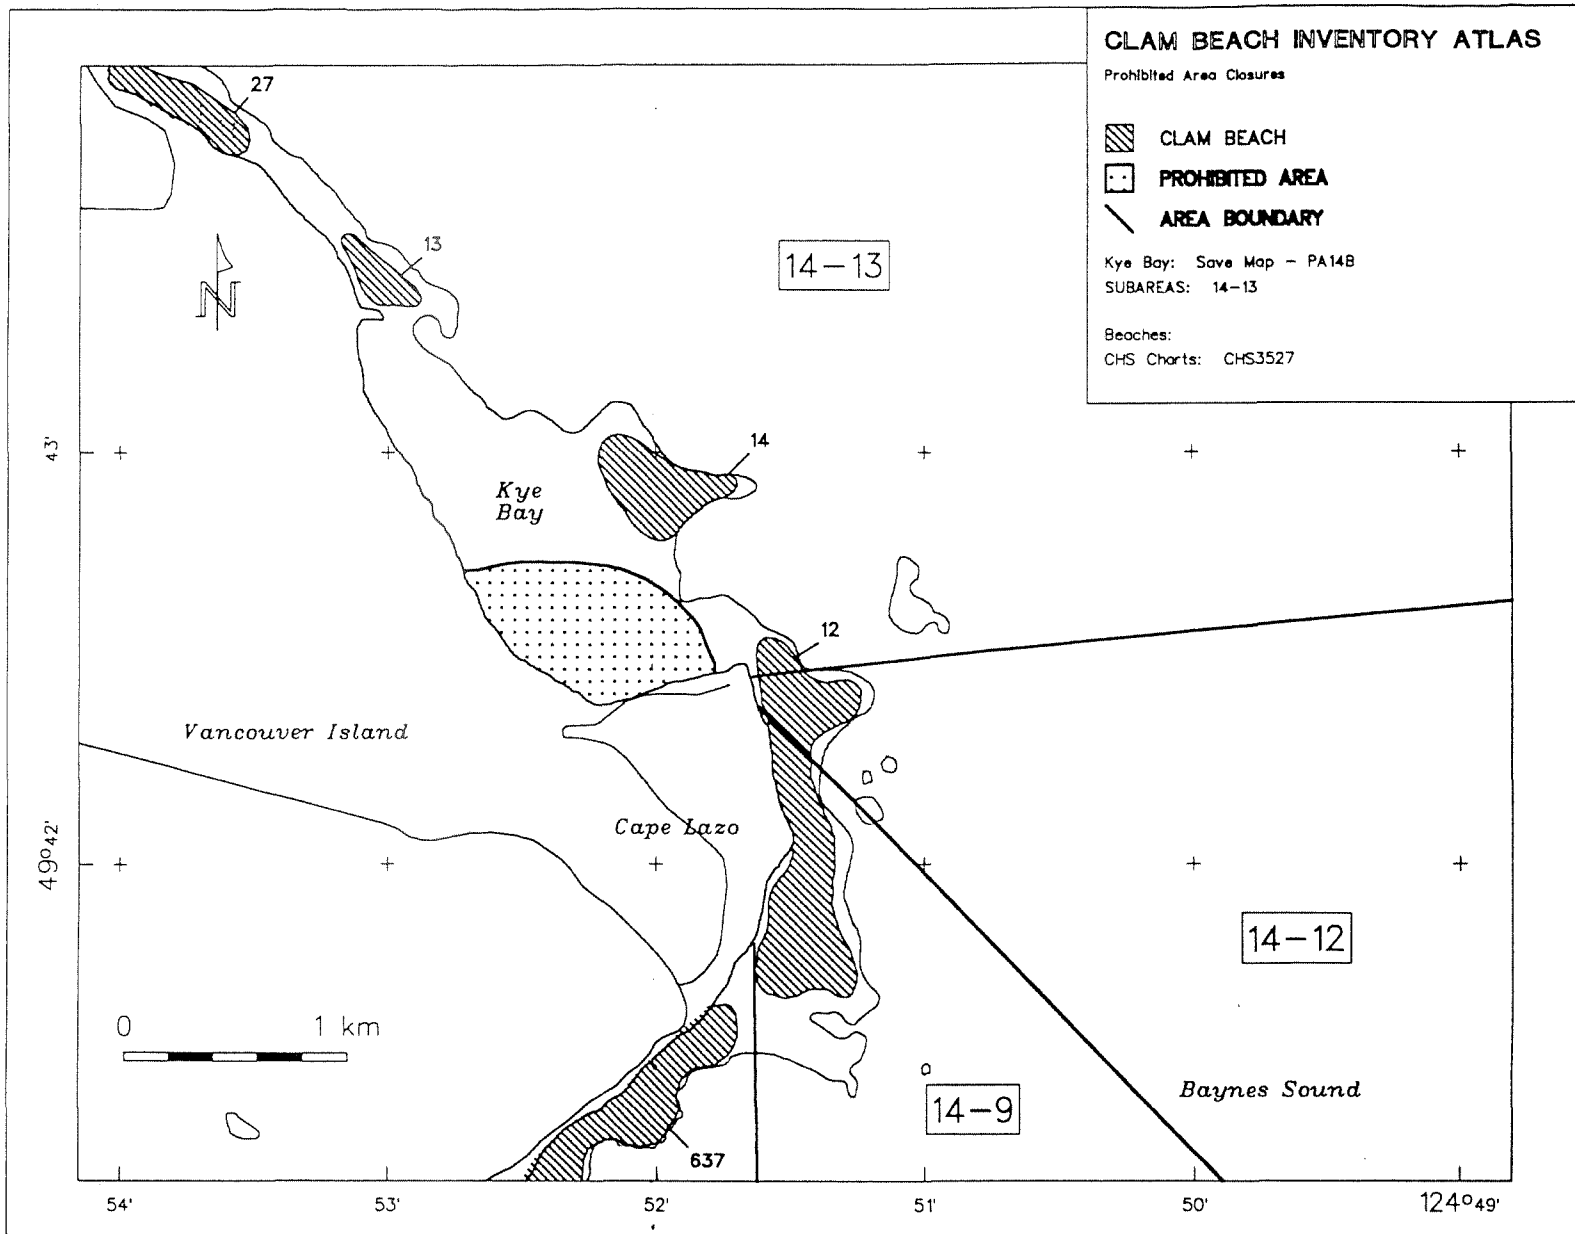 CLAM BEACH INVENTORY ATLAS
Prohibited Area Closures
CLAM BEACH
PROHIBITED AREA
AREA BOUNDARY
Kye Bay: Save Map - PA14B
SUBAREAS: 14-13
Beaches:
CHS Charts: CHS3527
27
13
14-13
N
43'
14
Kye
Bay
12
Vancouver Island
Cape Lazo
49°42'
14-12
0 1 km
Baynes Sound
14-9
637
54' 53' 52' 51' 50' 124°49'